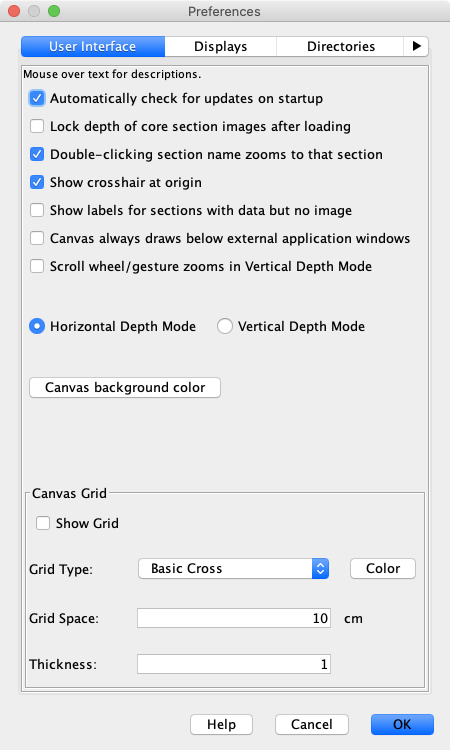 Preferences
User Interface Displays Directories
Mouse over text for descriptions.
Automatically check for updates on startup
Lock depth of core section images after loading
Double-clicking section name zooms to that section
Show crosshair at origin
Show labels for sections with data but no image
Canvas always draws below external application windows
Scroll wheel/gesture zooms in Vertical Depth Mode
Horizontal Depth Mode Vertical Depth Mode
Canvas background color
Canvas Grid
Show Grid
Grid Type: Basic Cross Color
Grid Space: 10 cm
Thickness: 1
Help Cancel OK